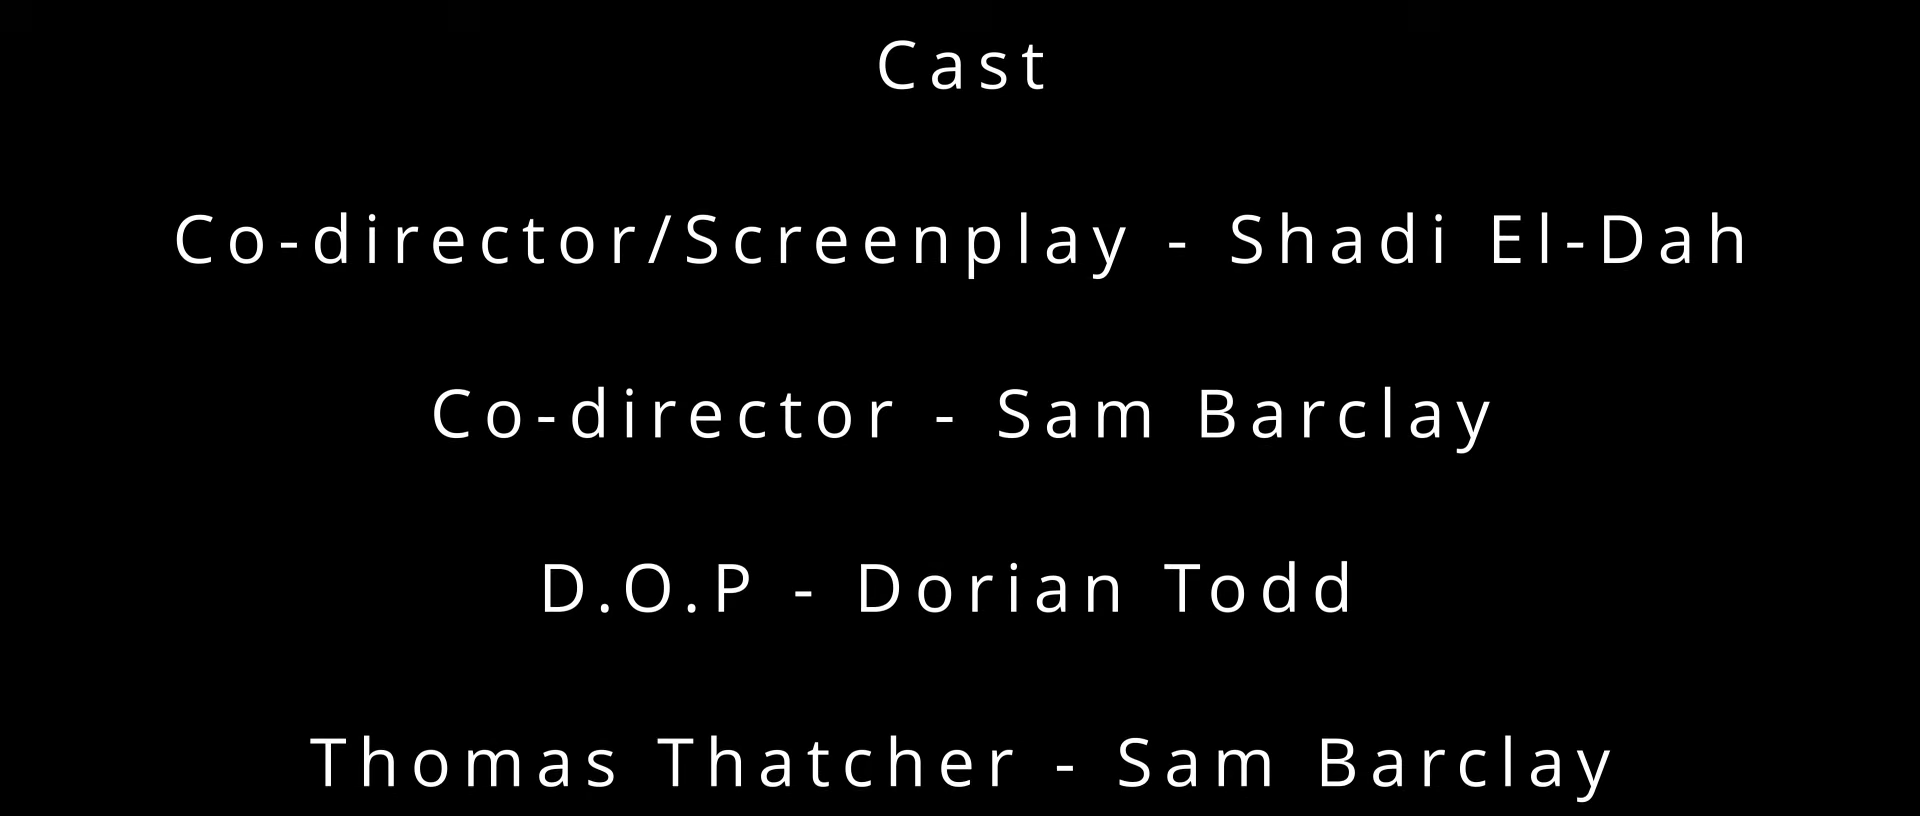 Cast
Co-director/Screenplay - Shadi El-Dah
Co-director - Sam Barclay
D.O.P - Dorian Todd
Thomas Thatcher - Sam Barclay